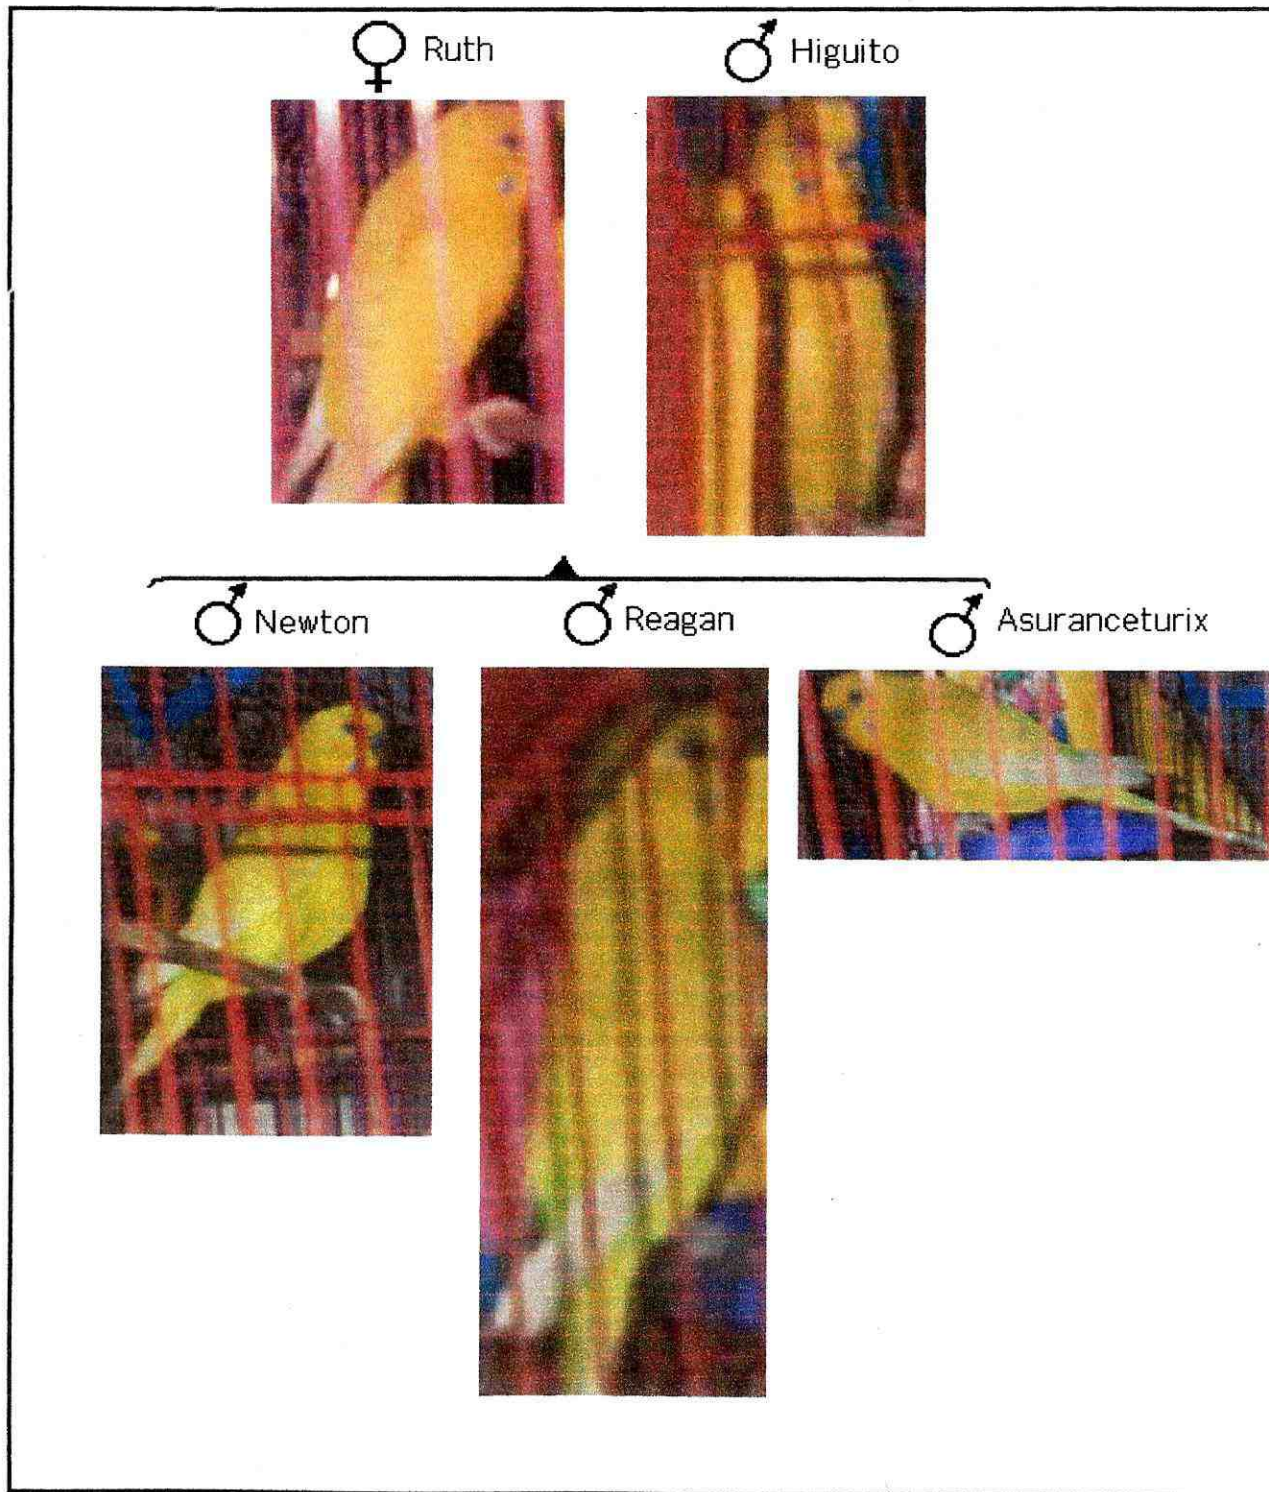 ♀ Ruth
♂ Higuito
♂ Newton
♂ Reagan
♂ Asuranceturix